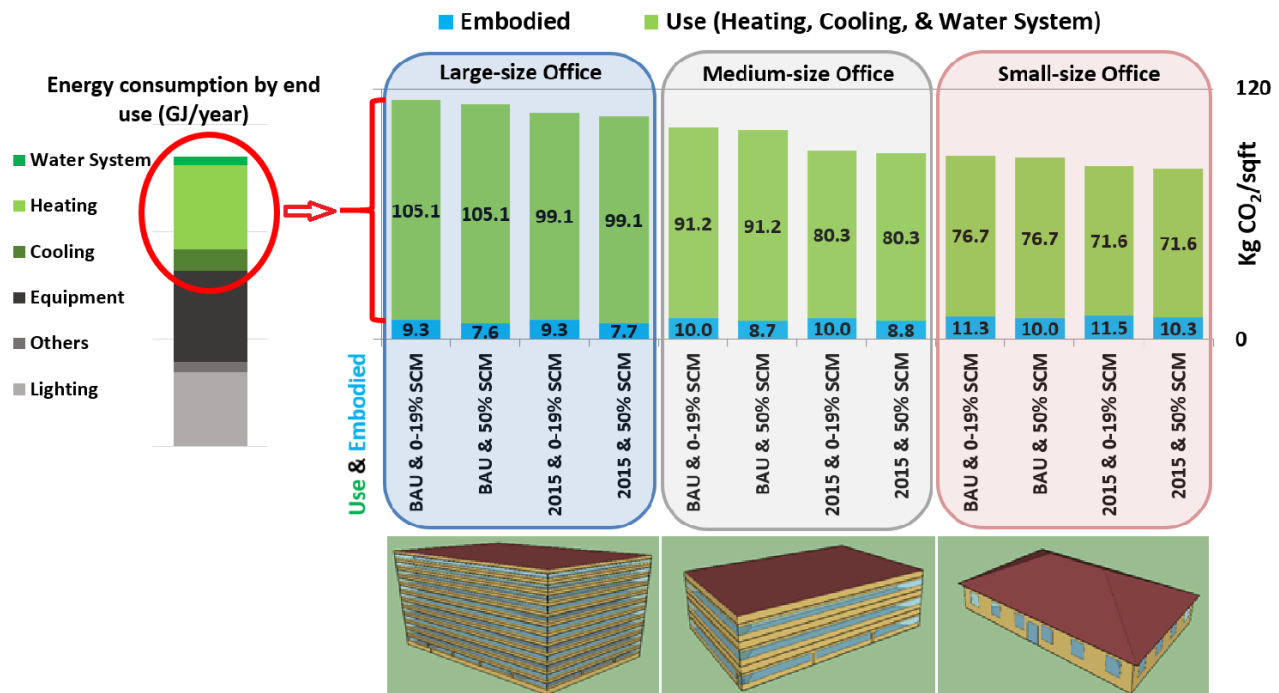 Embodied
Use (Heating, Cooling, & Water System)
Energy consumption by end
use (GJ/year)
Water System
Heating
Cooling
Equipment
Others
Lighting
Large-size Office
Medium-size Office
Small-size Office
120
0
Kg CO₂/sqft
105.1
105.1
99.1
99.1
91.2
91.2
80.3
80.3
76.7
76.7
71.6
71.6
9.3
7.6
9.3
7.7
10.0
8.7
10.0
8.8
11.3
10.0
11.5
10.3
Use & Embodied
BAU & 0-19% SCM
BAU & 50% SCM
2015 & 0-19% SCM
2015 & 50% SCM
BAU & 0-19% SCM
BAU & 50% SCM
2015 & 0-19% SCM
2015 & 50% SCM
BAU & 0-19% SCM
BAU & 50% SCM
2015 & 0-19% SCM
2015 & 50% SCM